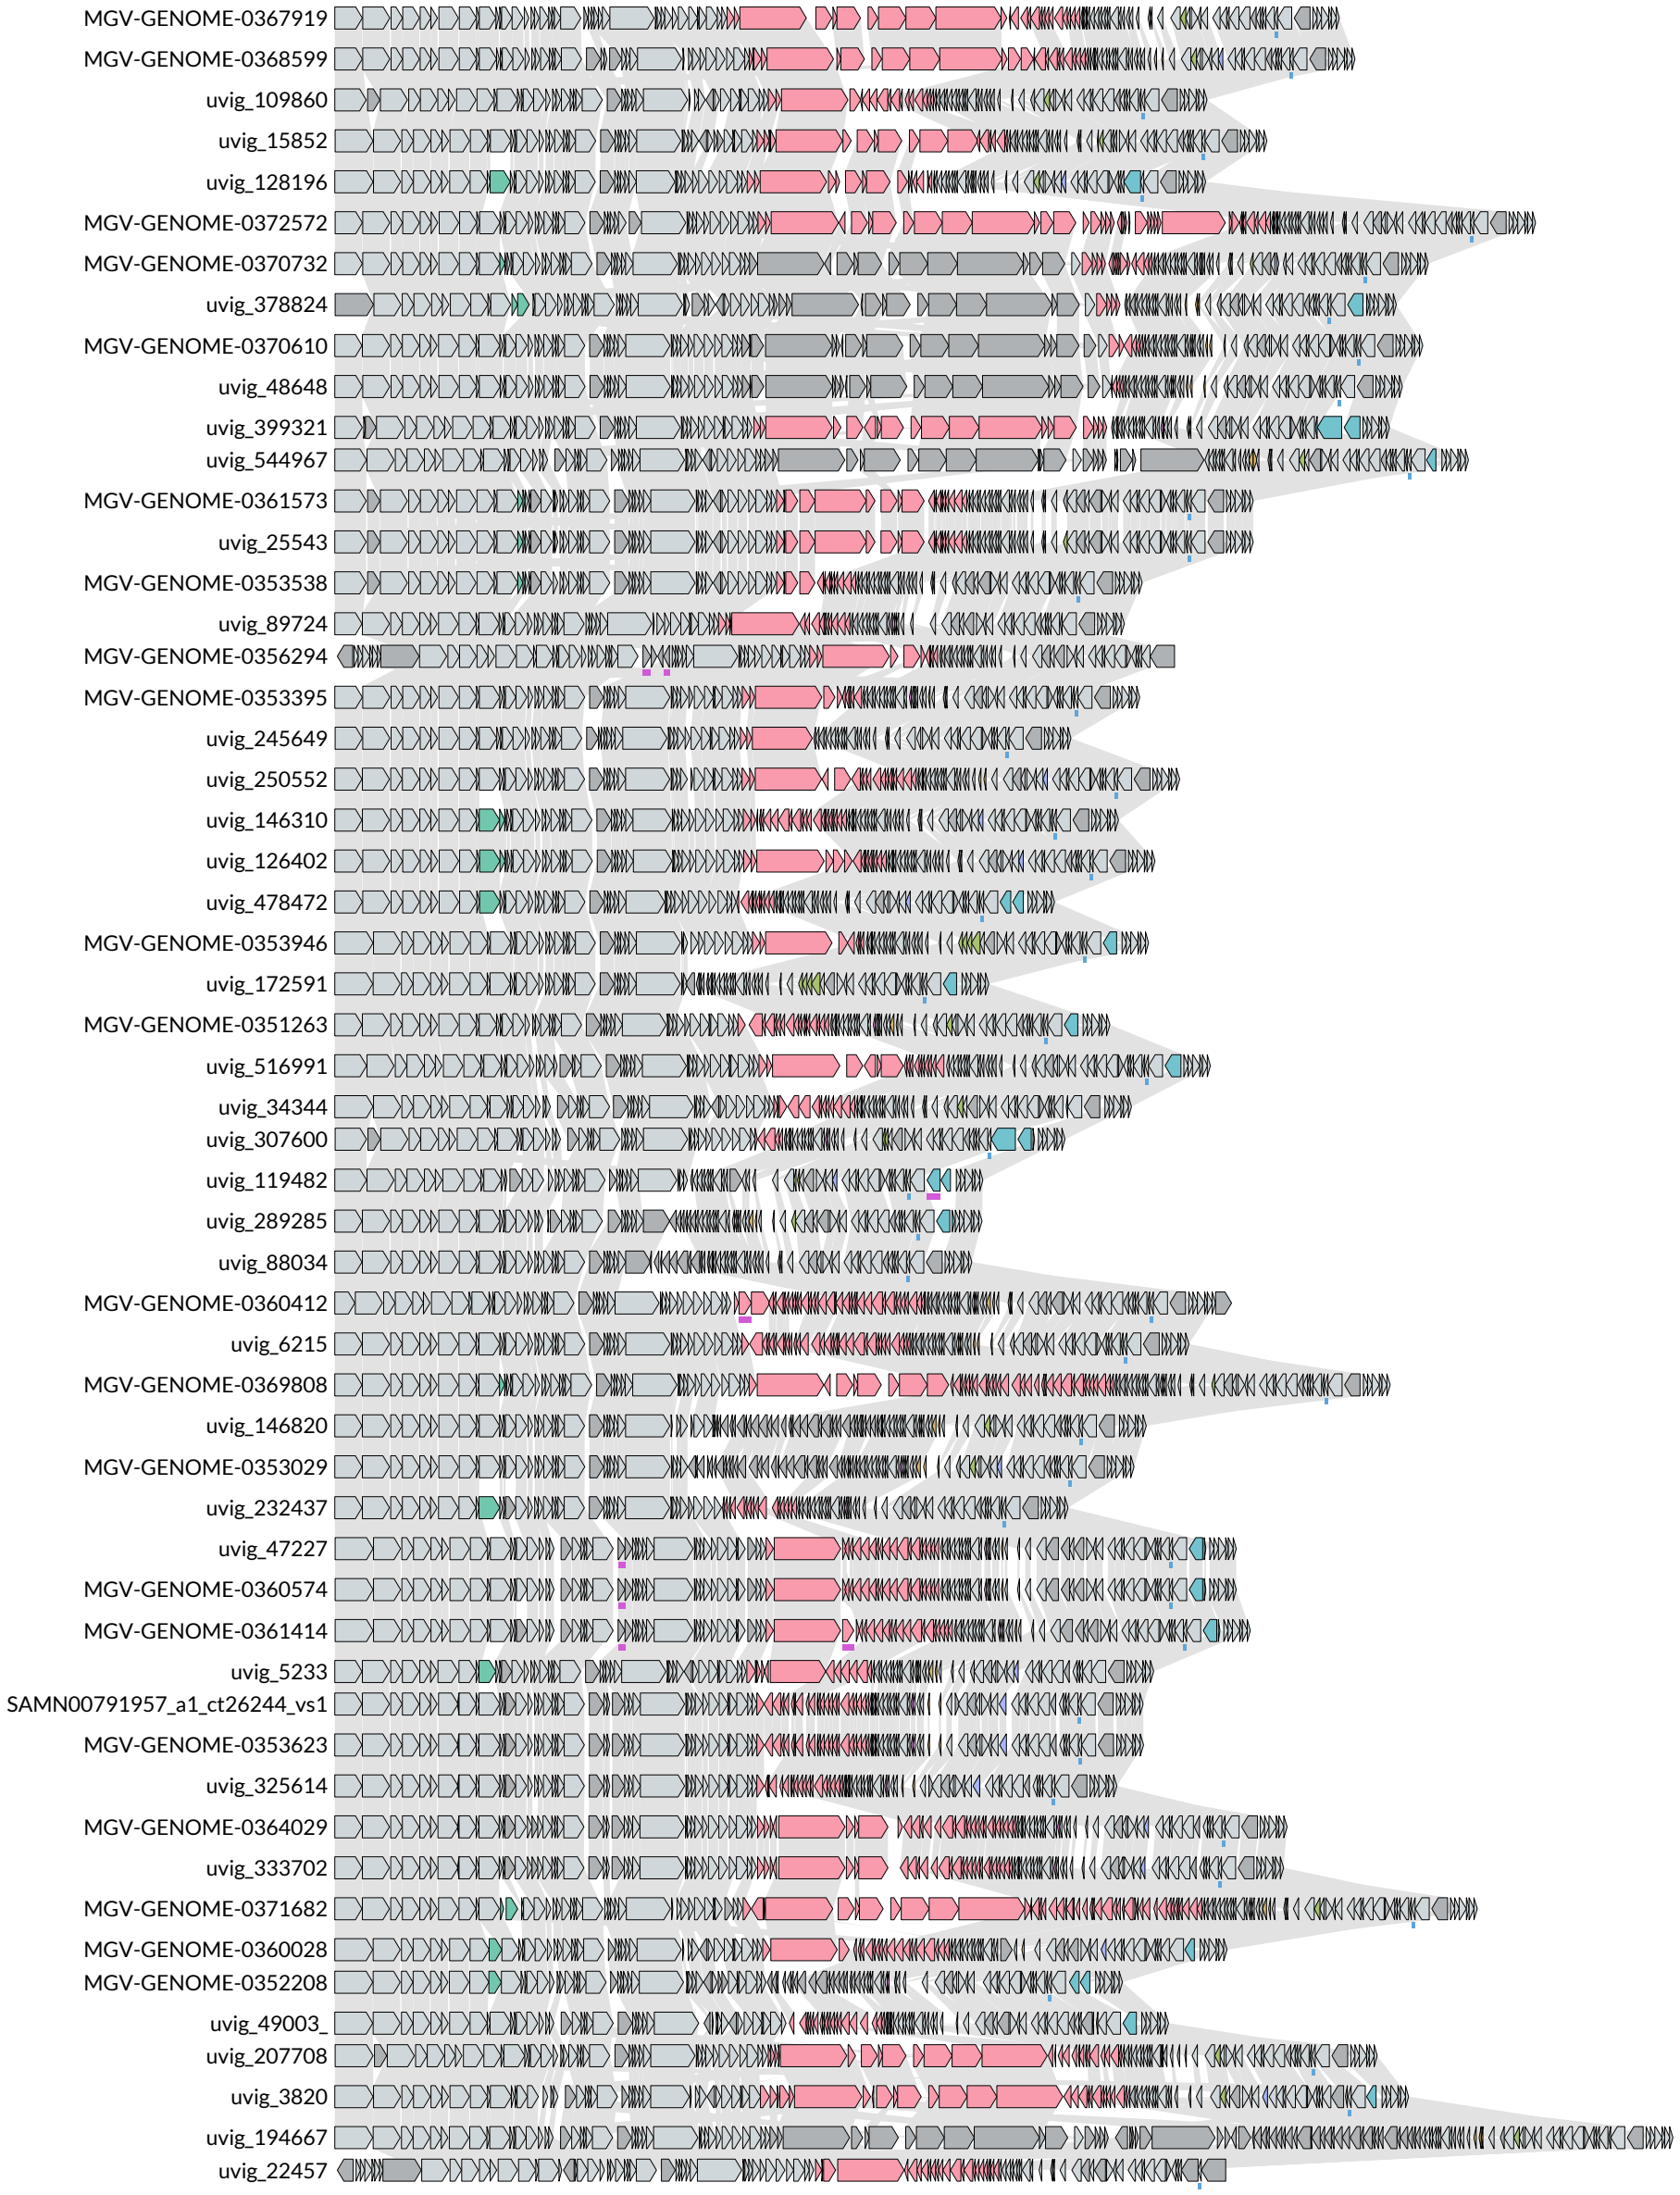 MGV-GENOME-0367919
MGV-GENOME-0368599
uvig_109860
uvig_15852
uvig_128196
MGV-GENOME-0372572
MGV-GENOME-0370732
uvig_378824
MGV-GENOME-0370610
uvig_48648
uvig_399321
uvig_544967
MGV-GENOME-0361573
uvig_25543
MGV-GENOME-0353538
uvig_89724
MGV-GENOME-0356294
MGV-GENOME-0353395
uvig_245649
uvig_250552
uvig_146310
uvig_126402
uvig_478472
MGV-GENOME-0353946
uvig_172591
MGV-GENOME-0351263
uvig_516991
uvig_34344
uvig_307600
uvig_119482
uvig_289285
uvig_88034
MGV-GENOME-0360412
uvig_6215
MGV-GENOME-0369808
uvig_146820
MGV-GENOME-0353029
uvig_232437
uvig_47227
MGV-GENOME-0360574
MGV-GENOME-0361414
uvig_5233
SAMN00791957_a1_ct26244_vs1
MGV-GENOME-0353623
uvig_325614
MGV-GENOME-0364029
uvig_333702
MGV-GENOME-0371682
MGV-GENOME-0360028
MGV-GENOME-0352208
uvig_49003_
uvig_207708
uvig_3820
uvig_194667
uvig_22457